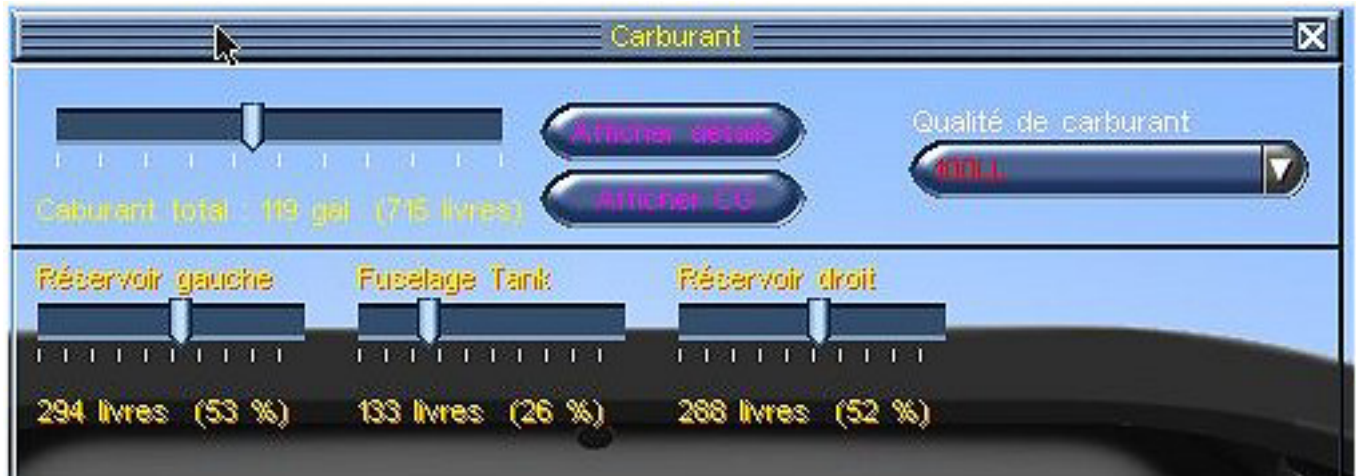 Carburant
Afficher détails
Qualité de carburant
100LL
Caburant total : 119 gal (715 livres)
Afficher CG
Réservoir gauche
Fuselage Tank
Réservoir droit
294 livres (53 %)
133 livres (26 %)
288 livres (52 %)